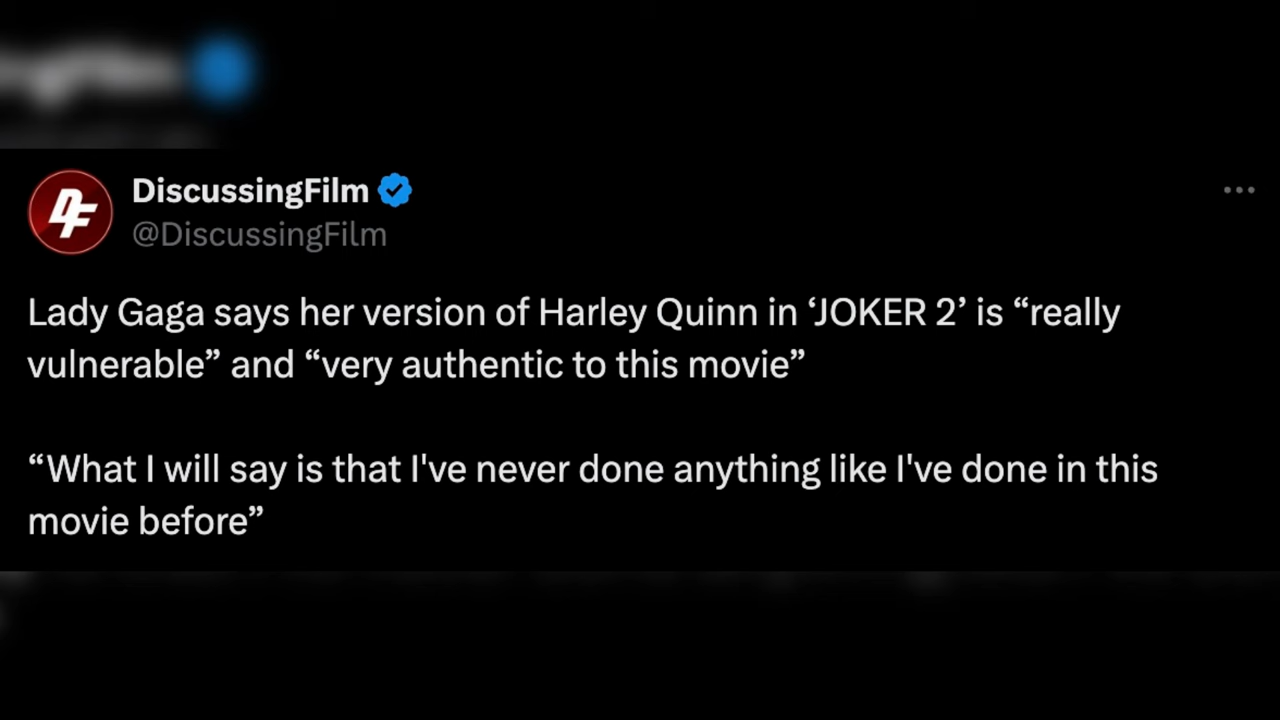 DiscussingFilm
@DiscussingFilm
Lady Gaga says her version of Harley Quinn in ‘JOKER 2’ is “really
vulnerable” and “very authentic to this movie”
“What I will say is that I've never done anything like I've done in this
movie before”